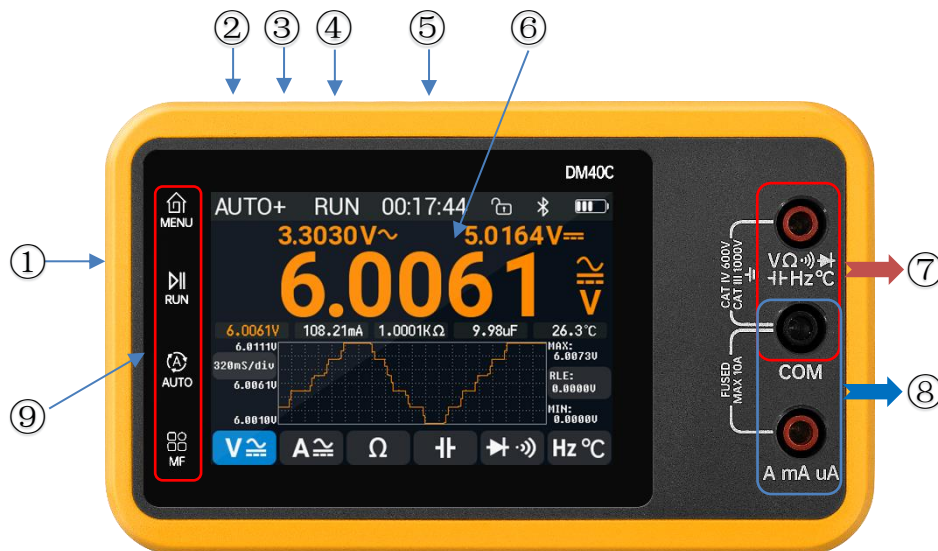 ② ③ ④ ⑤ ⑥
DM40C
MENU
AUTO+ RUN 00:17:44
3.3030V 5.0164V
6.0061 V
①
RUN
CAT IV 600V
CAT III 1000V
VΩ
Hz℃
⑦
6.0061V 108.21mA 1.0001KΩ 9.98uF 26.3℃
6.0111V
MAX:
6.0073V
320mS/div
AUTO
6.0061V
RLE:
0.0000V
COM
FUSED
MAX 10A
⑧
⑨
6.0010V
MIN:
0.0000V
MF
V A Ω Hz ℃
A mA uA